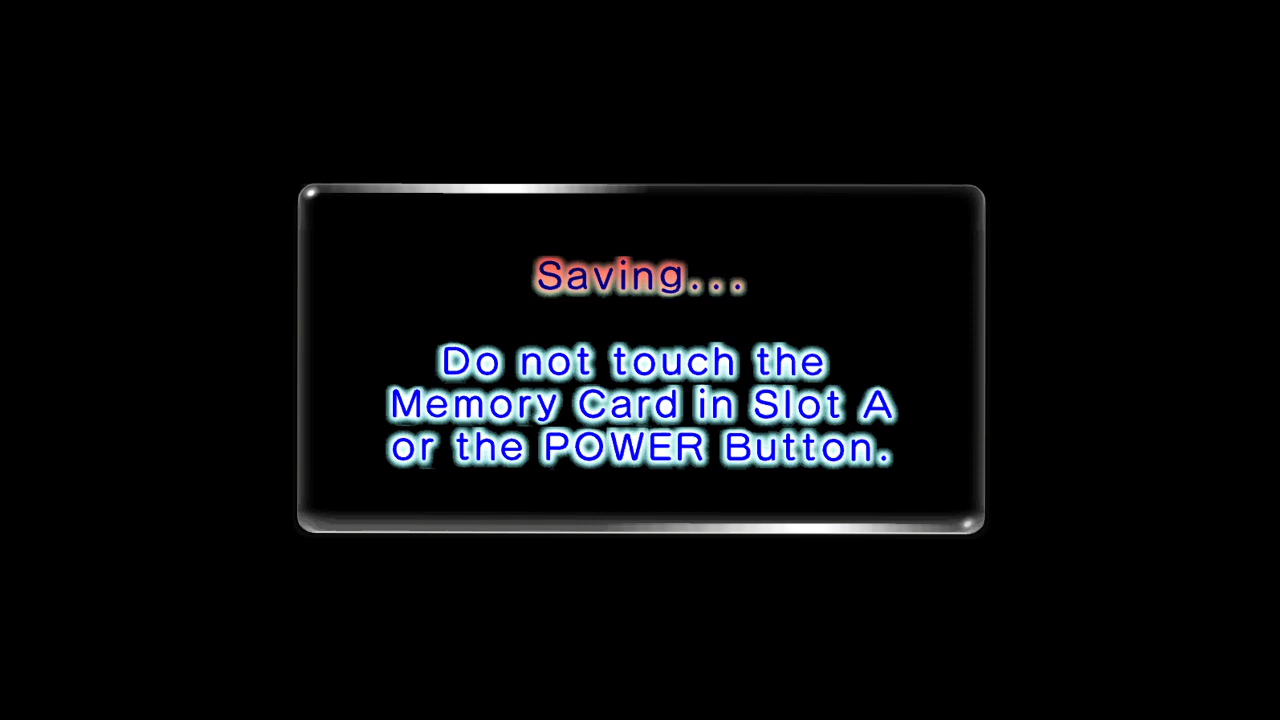 Saving...
Do not touch the
Memory Card in Slot A
or the POWER Button.